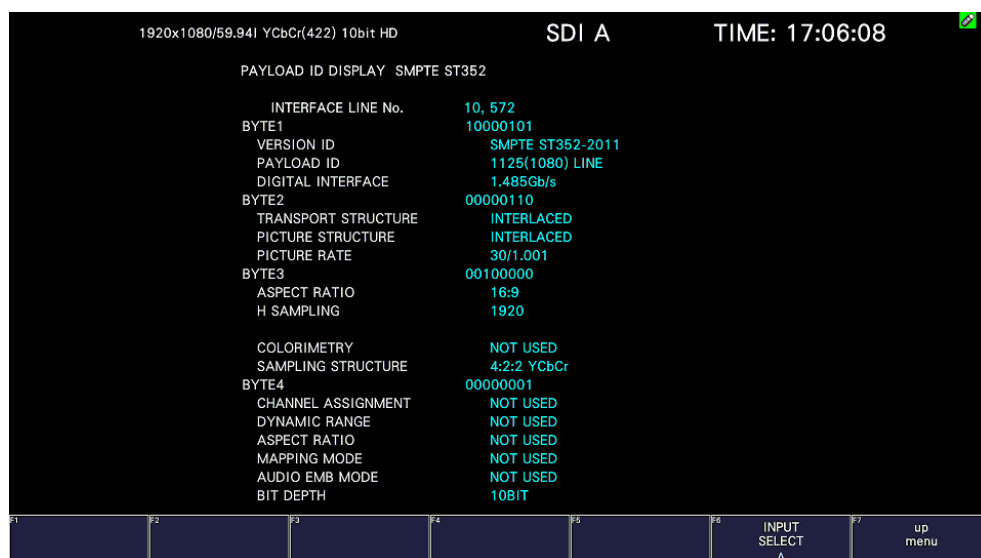 1920x1080/59.94I YCbCr(422) 10bit HD SDI A TIME: 17:06:08
PAYLOAD ID DISPLAY SMPTE ST352
INTERFACE LINE No. 10, 572
BYTE1 10000101
VERSION ID SMPTE ST352-2011
PAYLOAD ID 1125(1080) LINE
DIGITAL INTERFACE 1.485Gb/s
BYTE2 00000110
TRANSPORT STRUCTURE INTERLACED
PICTURE STRUCTURE INTERLACED
PICTURE RATE 30/1.001
BYTE3 00100000
ASPECT RATIO 16:9
H SAMPLING 1920
COLORIMETRY NOT USED
SAMPLING STRUCTURE 4:2:2 YCbCr
BYTE4 00000001
CHANNEL ASSIGNMENT NOT USED
DYNAMIC RANGE NOT USED
ASPECT RATIO NOT USED
MAPPING MODE NOT USED
AUDIO EMB MODE NOT USED
BIT DEPTH 10BIT
F1 F2 F3 F4 F5 F6 INPUT F7 up
SELECT menu
A